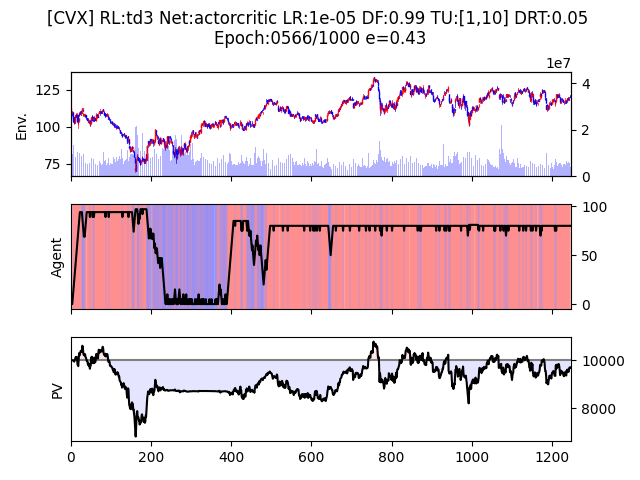 [CVX] RL:td3 Net:actorcritic LR:1e-05 DF:0.99 TU:[1,10] DRT:0.05
Epoch:0566/1000 e=0.43
1e7
125
100
75
Env.
4
2
0
Agent
100
50
0
PV
10000
8000
0 200 400 600 800 1000 1200